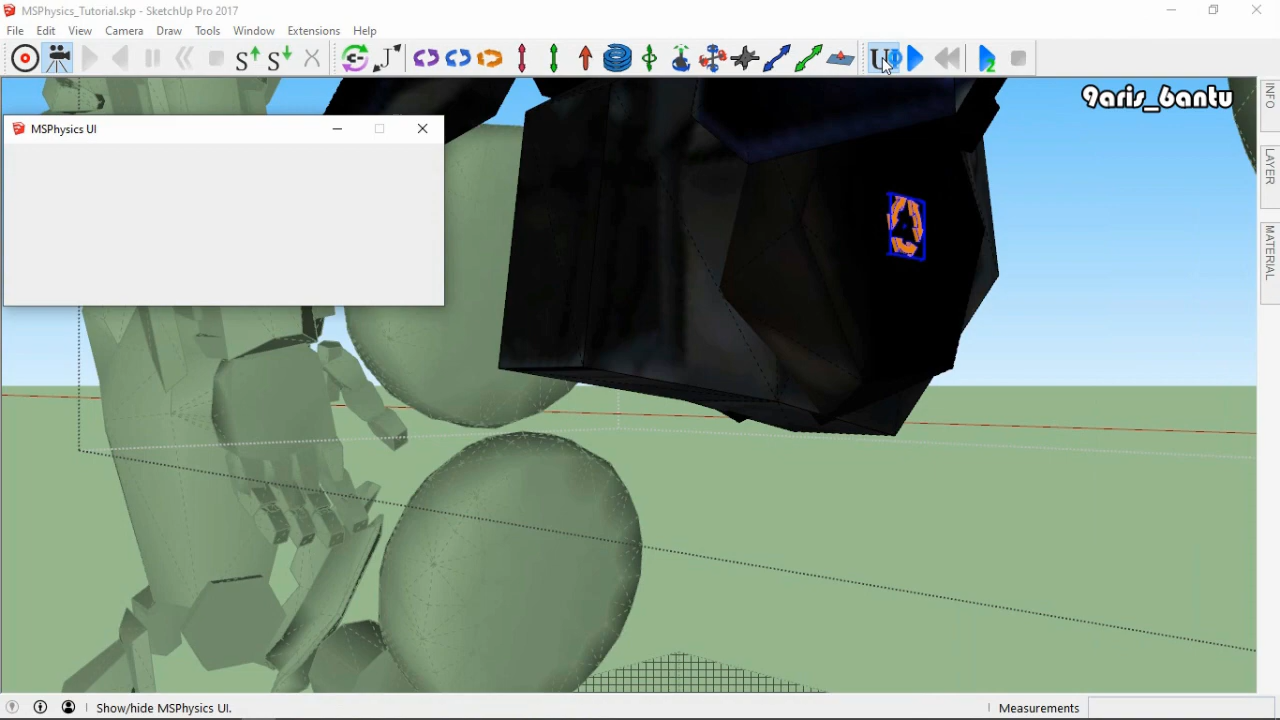 MSPhysics_Tutorial.skp - SketchUp Pro 2017
File Edit View Camera Draw Tools Window Extensions Help
9aris_6antu
MSPhysics UI
INFO
LAYER
MATERIAL
Show/hide MSPhysics UI.
Measurements